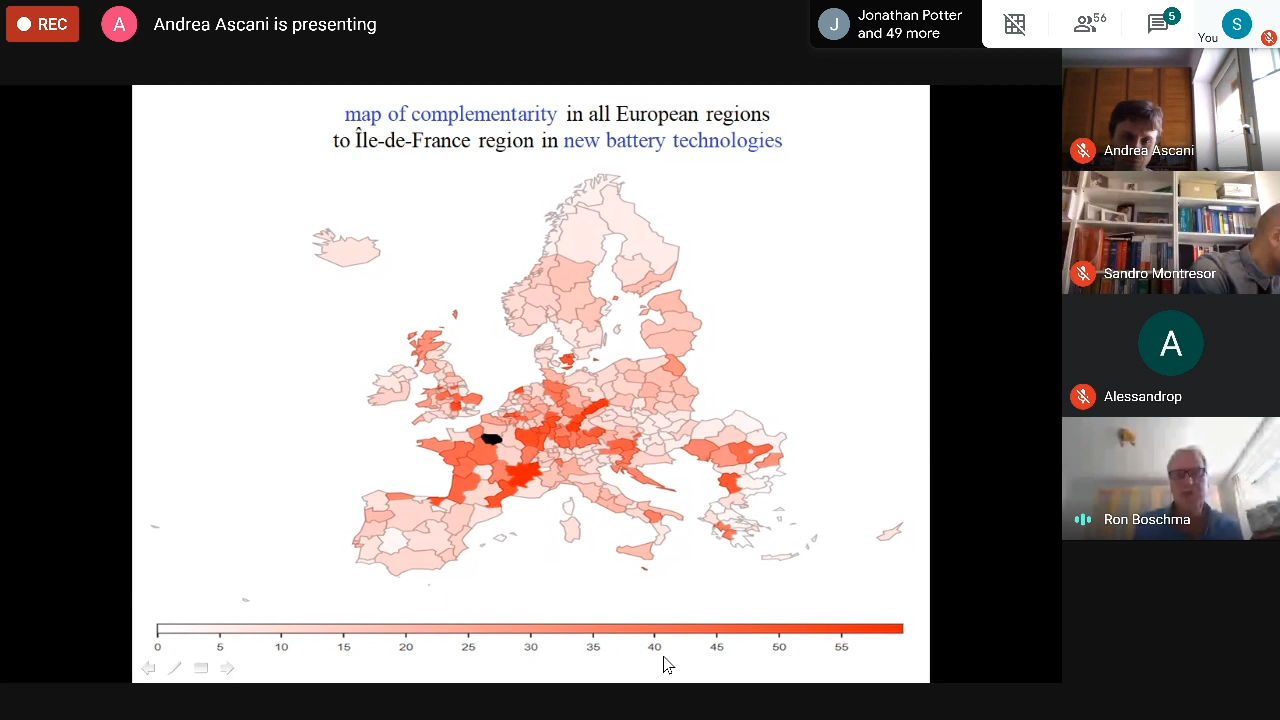 REC
A
Andrea Ascani is presenting
J
Jonathan Potter
and 49 more
56
5
You
S
map of complementarity in all European regions
to Île-de-France region in new battery technologies
Andrea Ascani
Sandro Montresor
A
Alessandrop
Ron Boschma
0 5 10 15 20 25 30 35 40 45 50 55